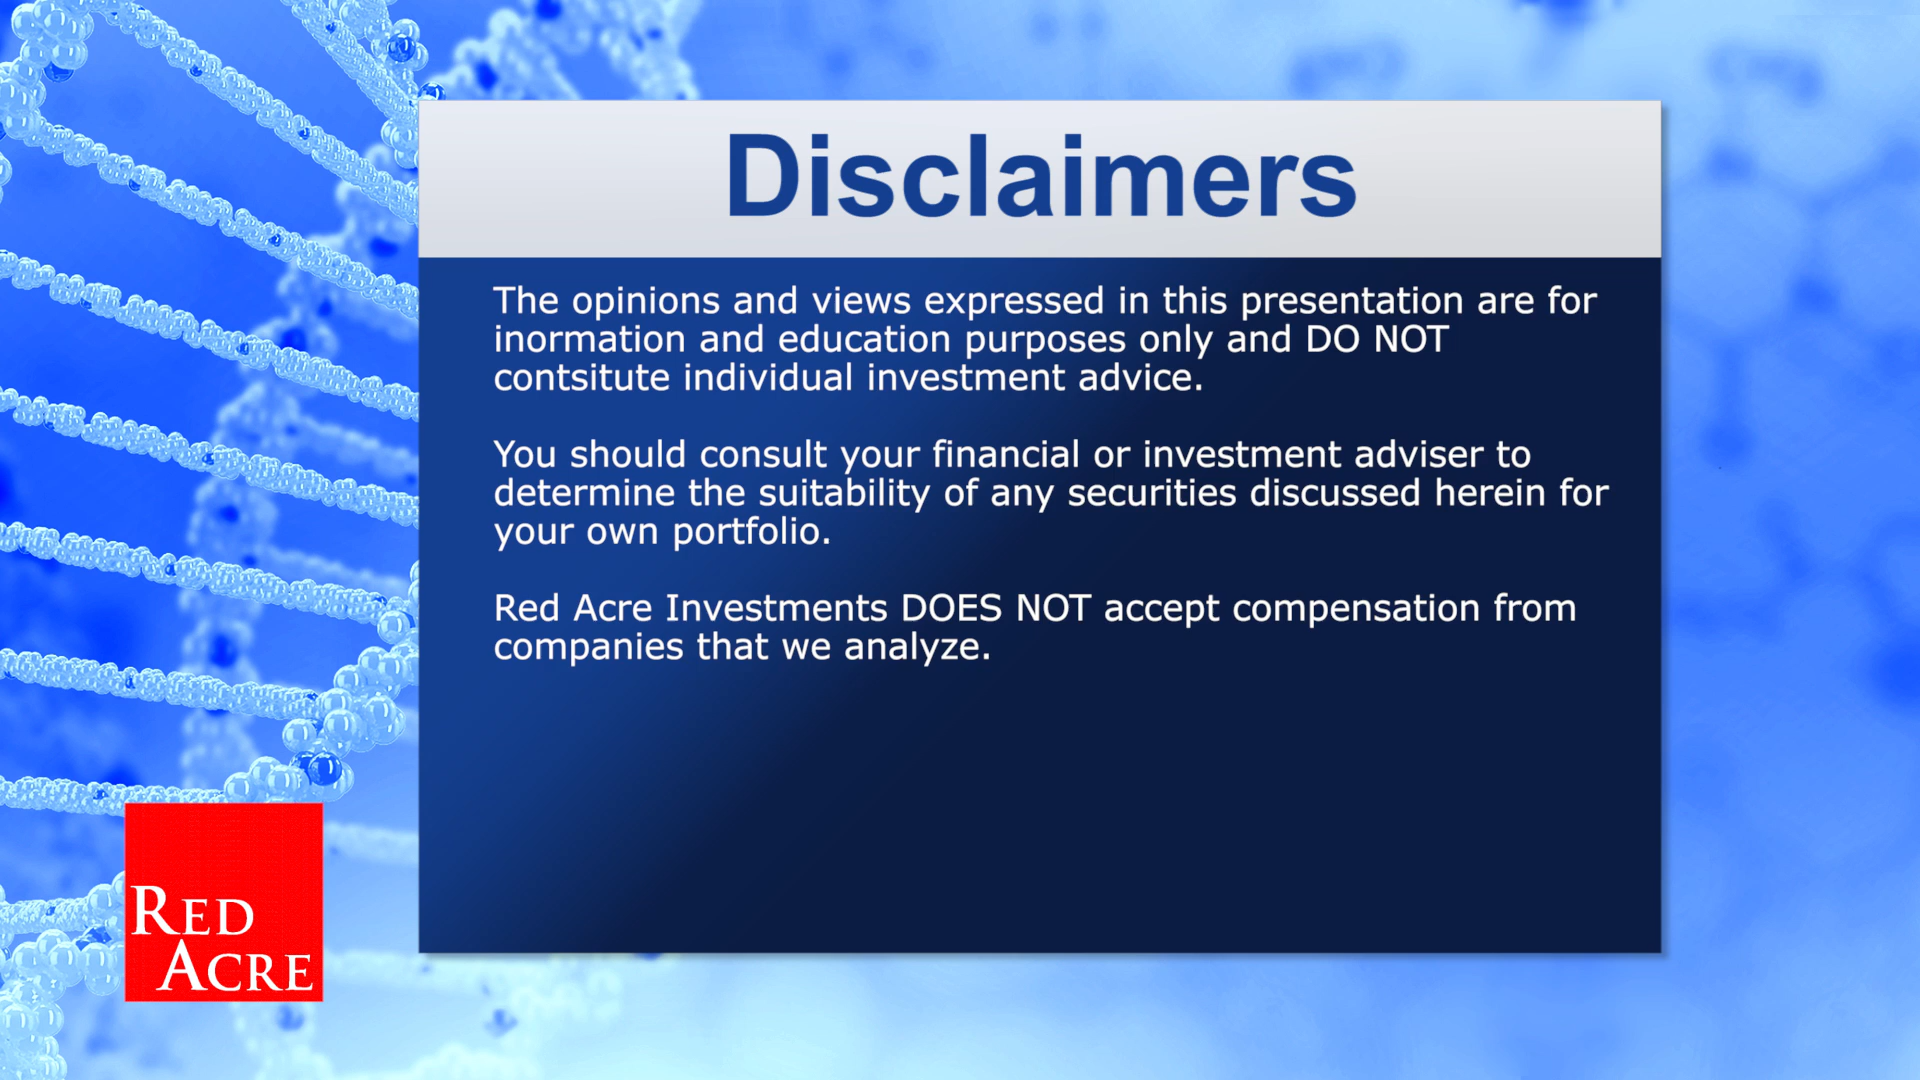 Disclaimers
The opinions and views expressed in this presentation are for
inormation and education purposes only and DO NOT
contsitute individual investment advice.
You should consult your financial or investment adviser to
determine the suitability of any securities discussed herein for
your own portfolio.
Red Acre Investments DOES NOT accept compensation from
companies that we analyze.
RED
ACRE